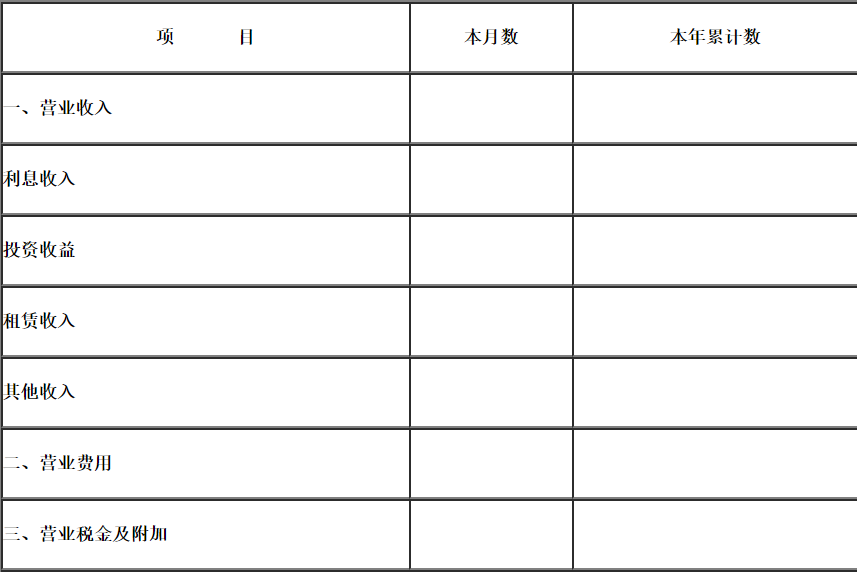 项 目 本月数 本年累计数
一、营业收入
利息收入
投资收益
租赁收入
其他收入
二、营业费用
三、营业税金及附加